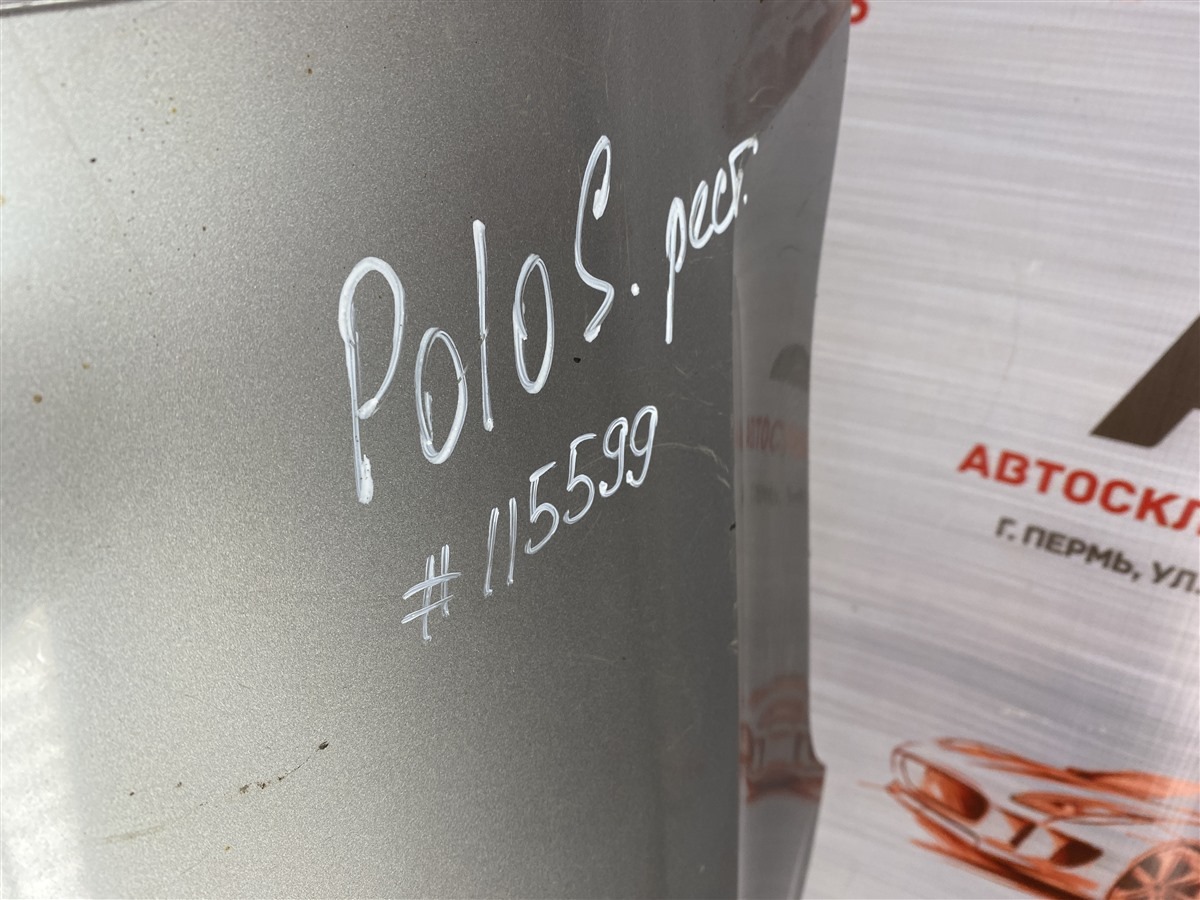 Polo S. рест.
#115599
АВТОСКЛ
Г. ПЕРМЬ, УЛ.